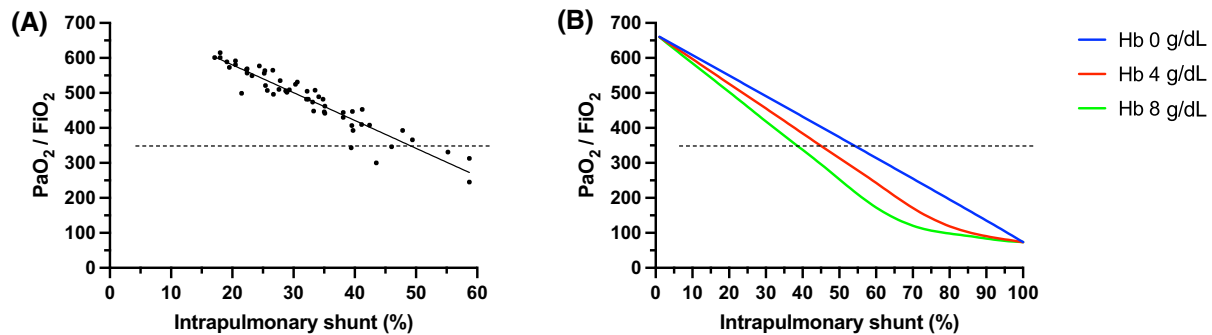 (A)
700
600
500
400
300
200
100
0
PaO2 / FiO2
0 10 20 30 40 50 60
Intrapulmonary shunt (%)
(B)
700
600
500
400
300
200
100
0
PaO2 / FiO2
0 10 20 30 40 50 60 70 80 90 100
Intrapulmonary shunt (%)
Hb 0 g/dL
Hb 4 g/dL
Hb 8 g/dL